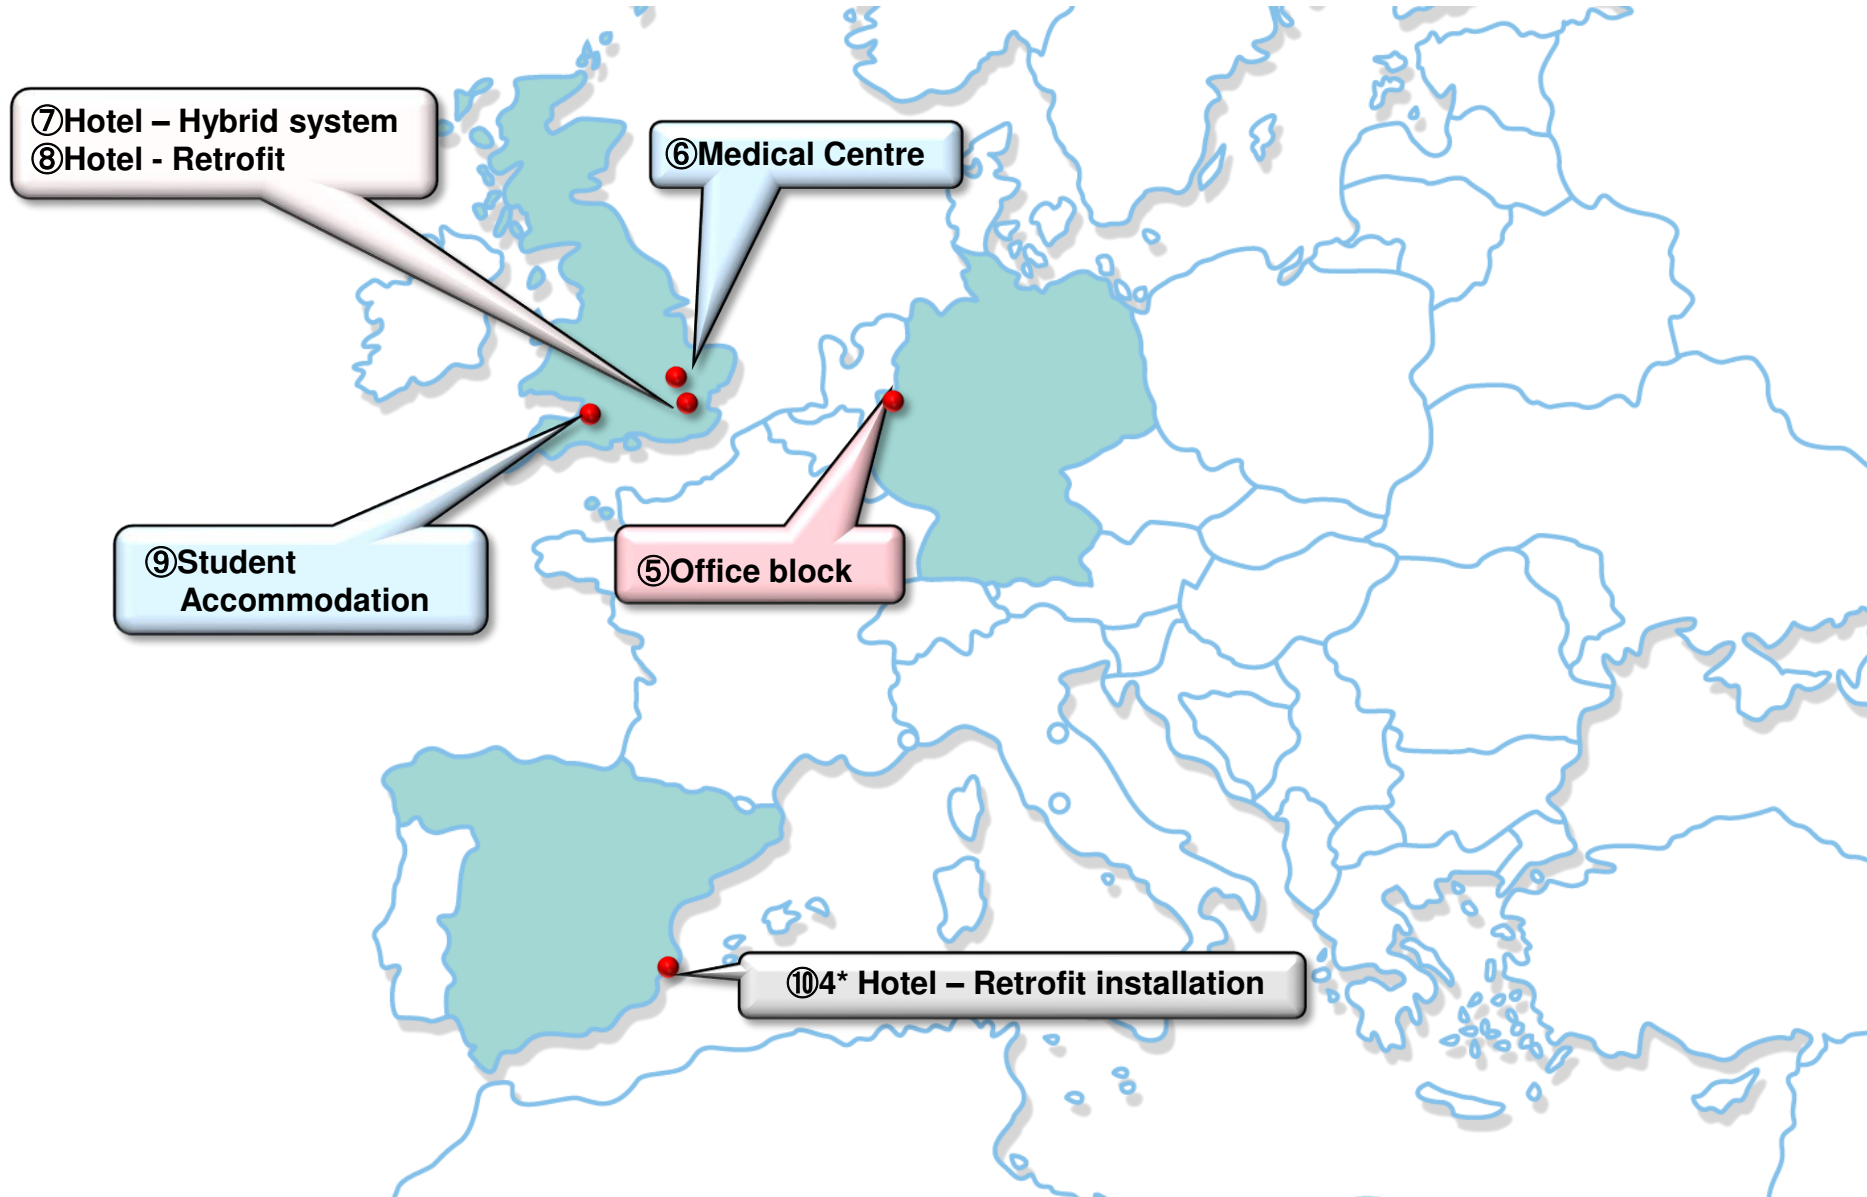 ⑦Hotel – Hybrid system
⑧Hotel - Retrofit
⑥Medical Centre
⑨Student
Accommodation
⑤Office block
⑩4* Hotel – Retrofit installation